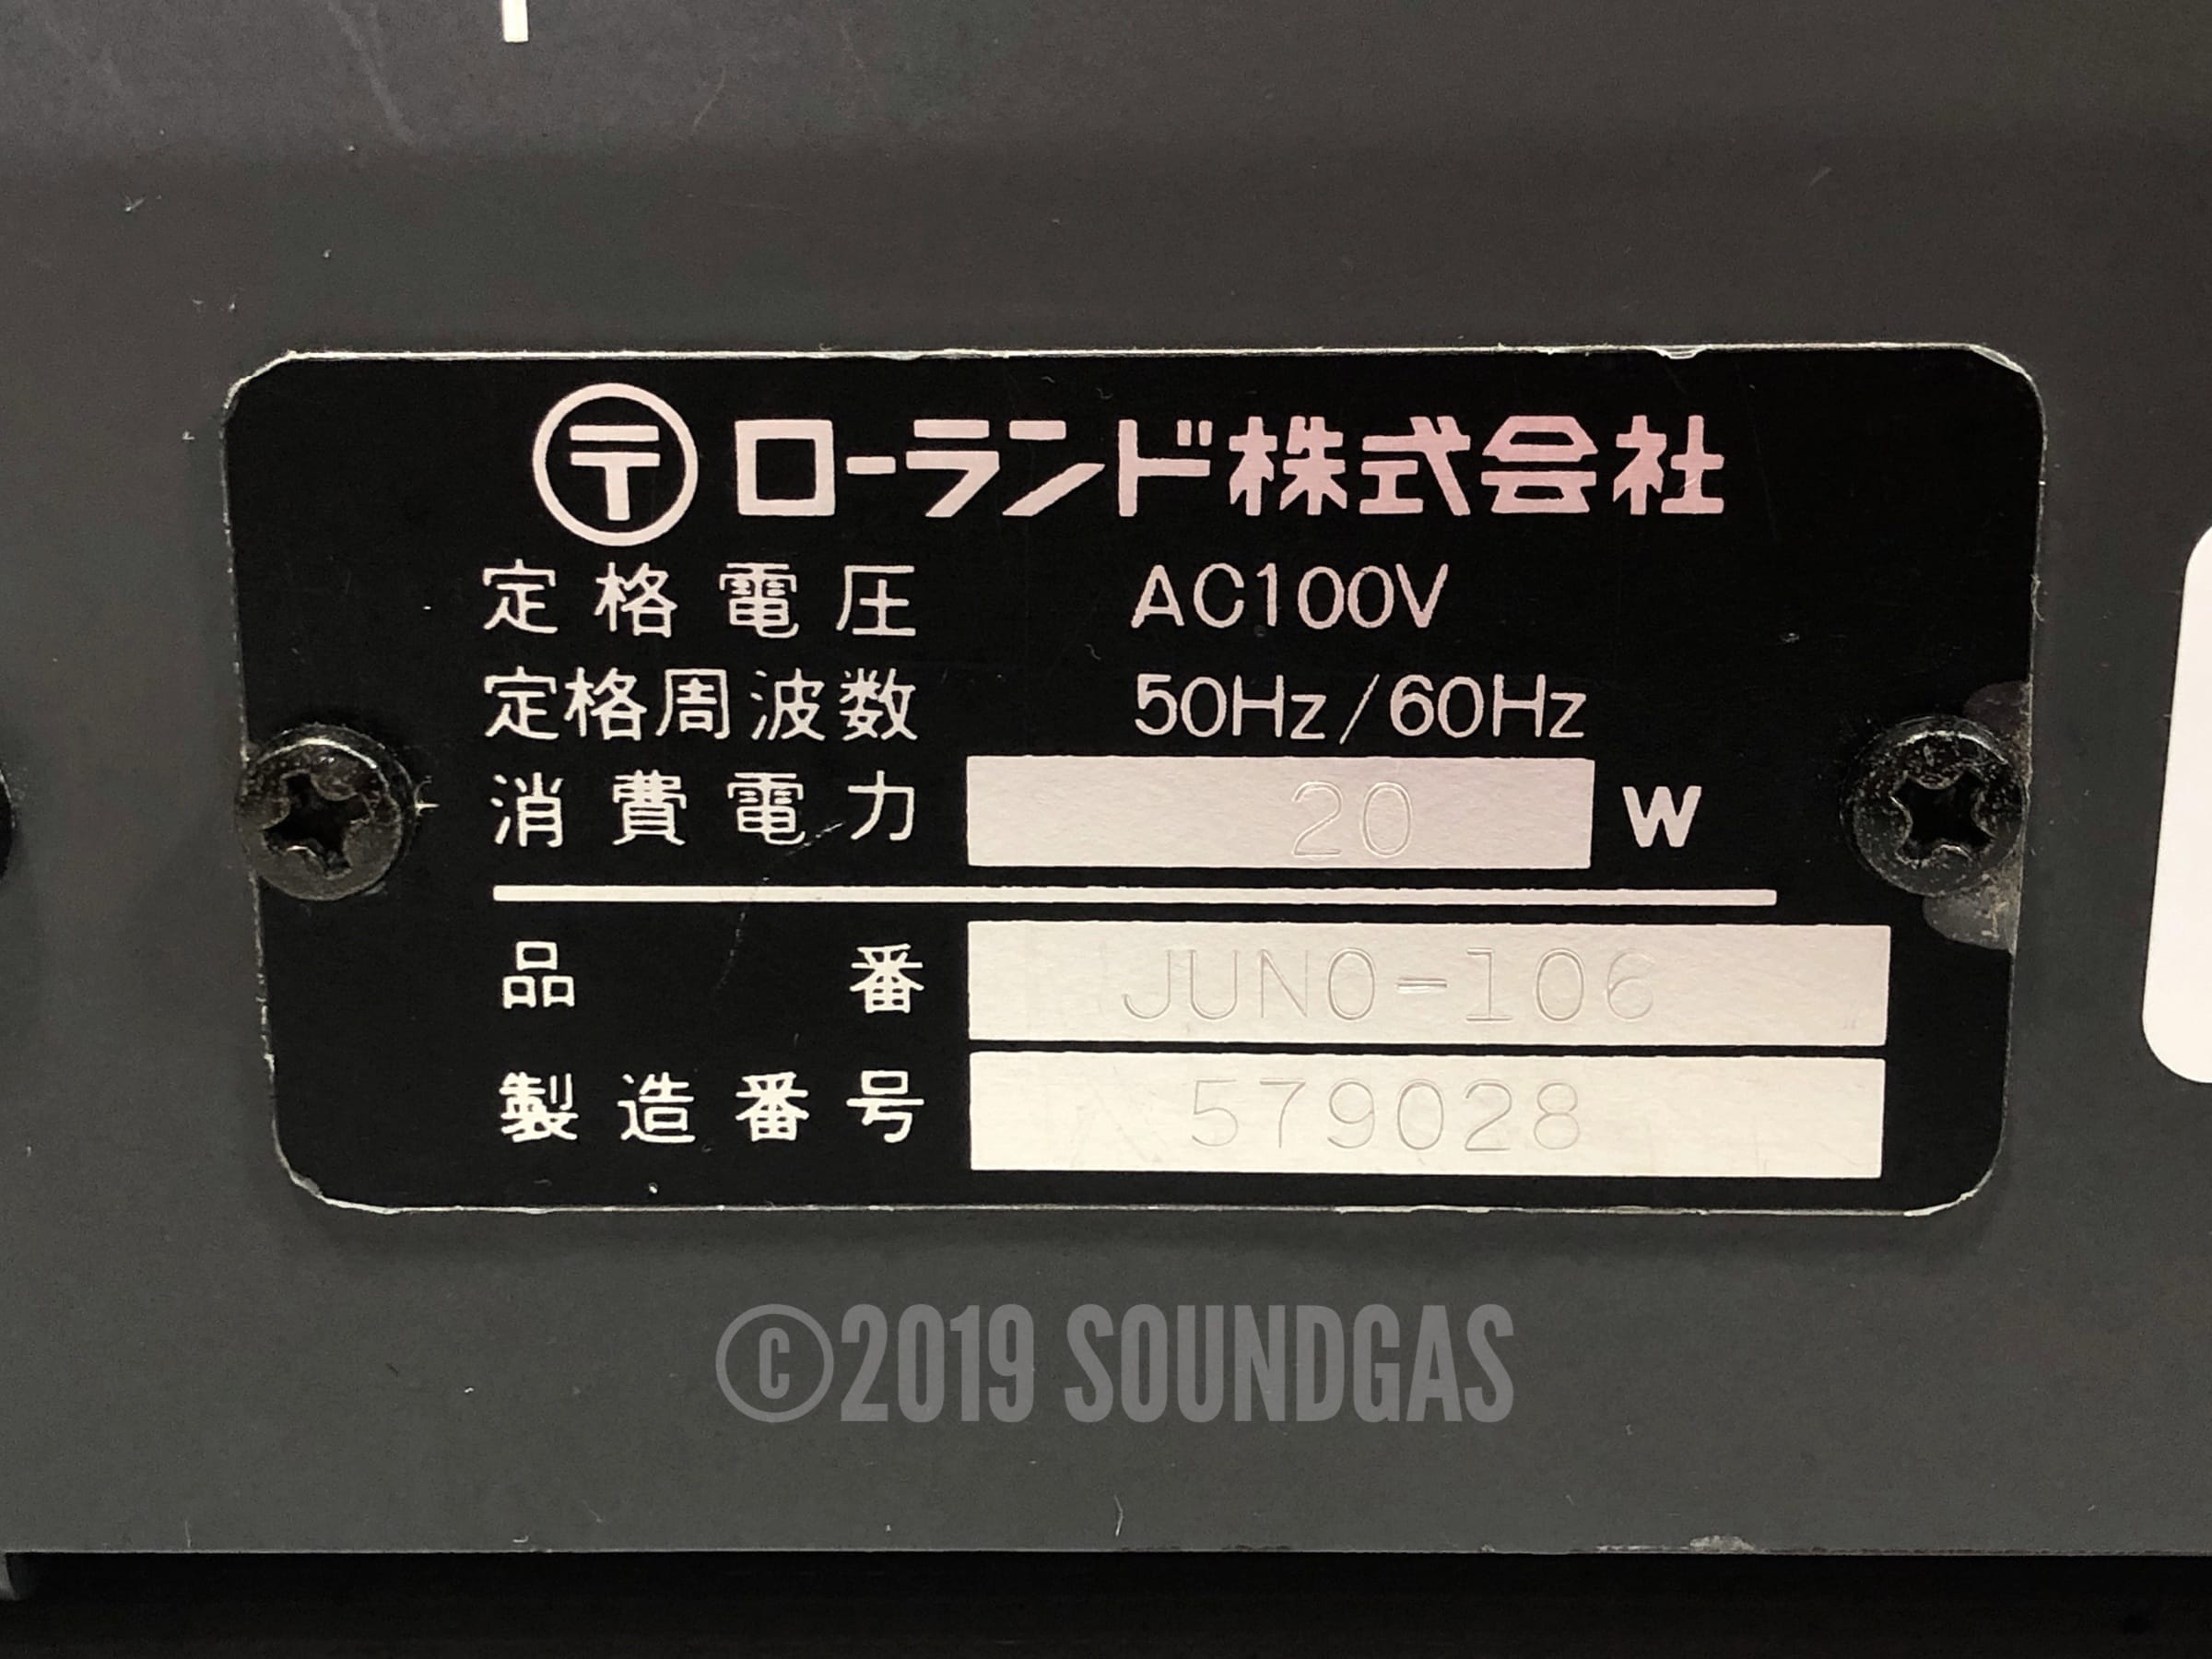 〒ローランド株式会社
定格電圧 AC100V
定格周波数 50Hz/60Hz
消費電力 20 W
品番 JUNO-106
製造番号 579028
©2019 SOUNDGAS